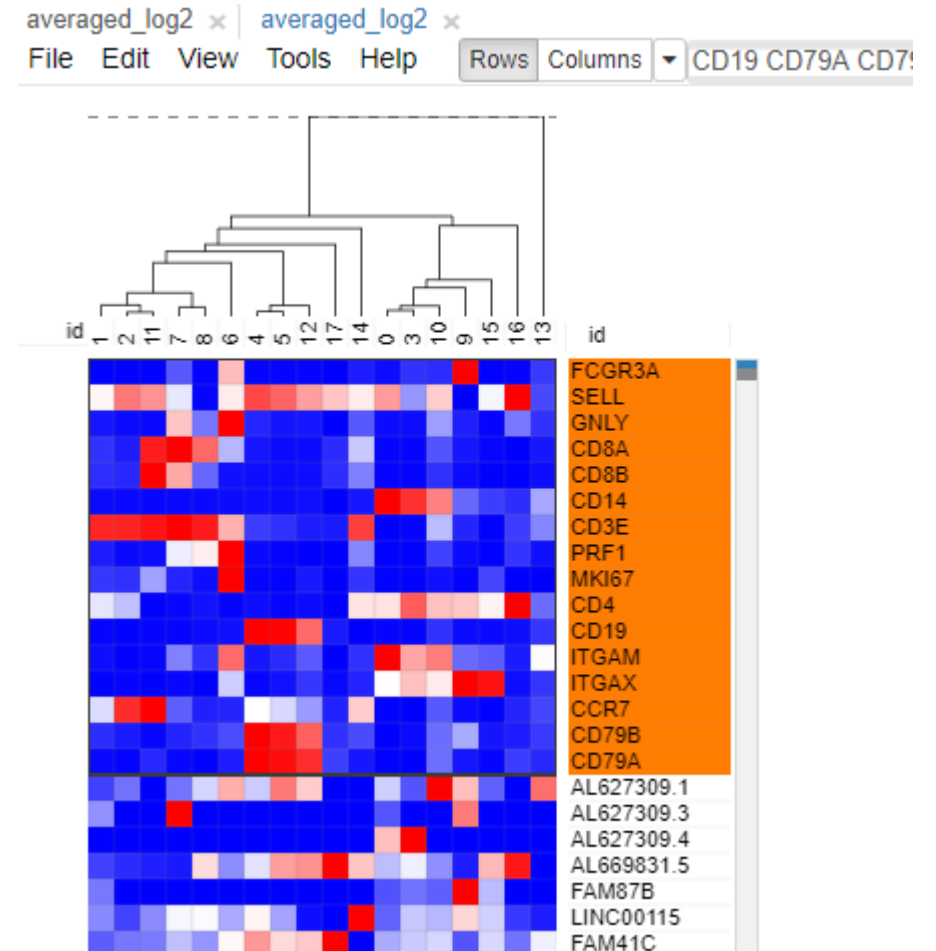 averaged_log2 × averaged_log2 ×
File Edit View Tools Help Rows Columns CD19 CD79A CD79
id 1 2 11 7 8 6 4 5 12 17 14 0 3 10 9 15 16 13 id
FCGR3A
SELL
GNLY
CD8A
CD8B
CD14
CD3E
PRF1
MKI67
CD4
CD19
ITGAM
ITGAX
CCR7
CD79B
CD79A
AL627309.1
AL627309.3
AL627309.4
AL669831.5
FAM87B
LINC00115
FAM41C